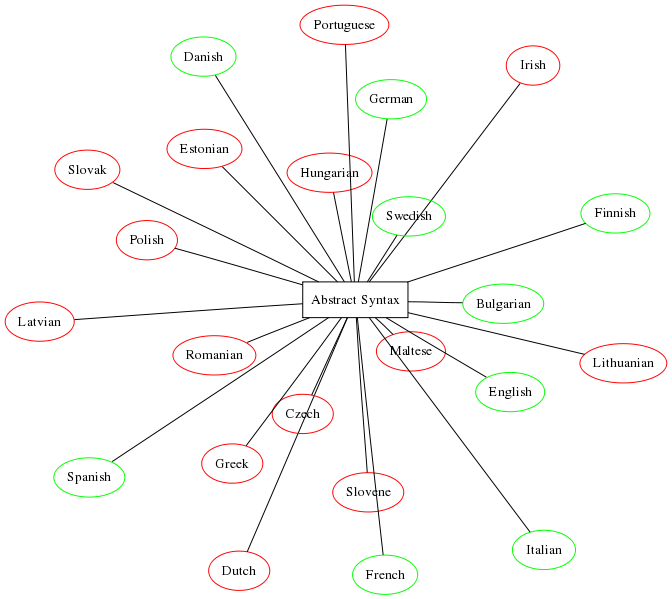 Portuguese
Danish
Irish
German
Estonian
Slovak
Hungarian
Swedish
Finnish
Polish
Abstract Syntax
Bulgarian
Latvian
Maltese
Romanian
Lithuanian
English
Czech
Greek
Spanish
Slovene
Italian
Dutch
French